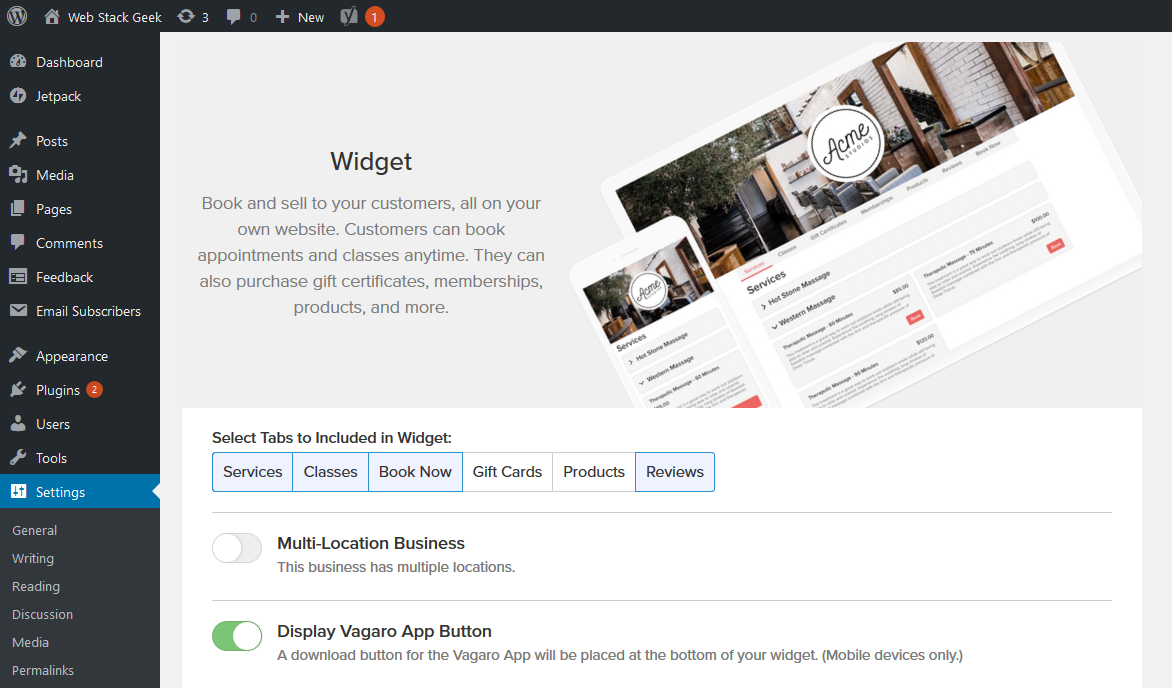 Web Stack Geek 3 0 New 1
Dashboard
Jetpack
Posts
Media
Pages
Comments
Feedback
Email Subscribers
Appearance
Plugins 2
Users
Tools
Settings
General
Writing
Reading
Discussion
Media
Permalinks
Widget
Book and sell to your customers, all on your
own website. Customers can book
appointments and classes anytime. They can
also purchase gift certificates, memberships,
products, and more.
Acme
STUDIOS
Services Classes Gift Certificates Memberships Products Reviews Book Now
Services
Hot Stone Massage
Western Massage
Therapeutic Massage - 60 Minutes $85.00
Book
Therapeutic Massage - 75 Minutes $100.00
Book
Therapeutic Massage - 90 Minutes $120.00
Acme
Services
Hot Stone Massage
Western Massage
Therapeutic Massage - 60 Minutes
Select Tabs to Included in Widget:
Services Classes Book Now Gift Cards Products Reviews
Multi-Location Business
This business has multiple locations.
Display Vagaro App Button
A download button for the Vagaro App will be placed at the bottom of your widget. (Mobile devices only.)